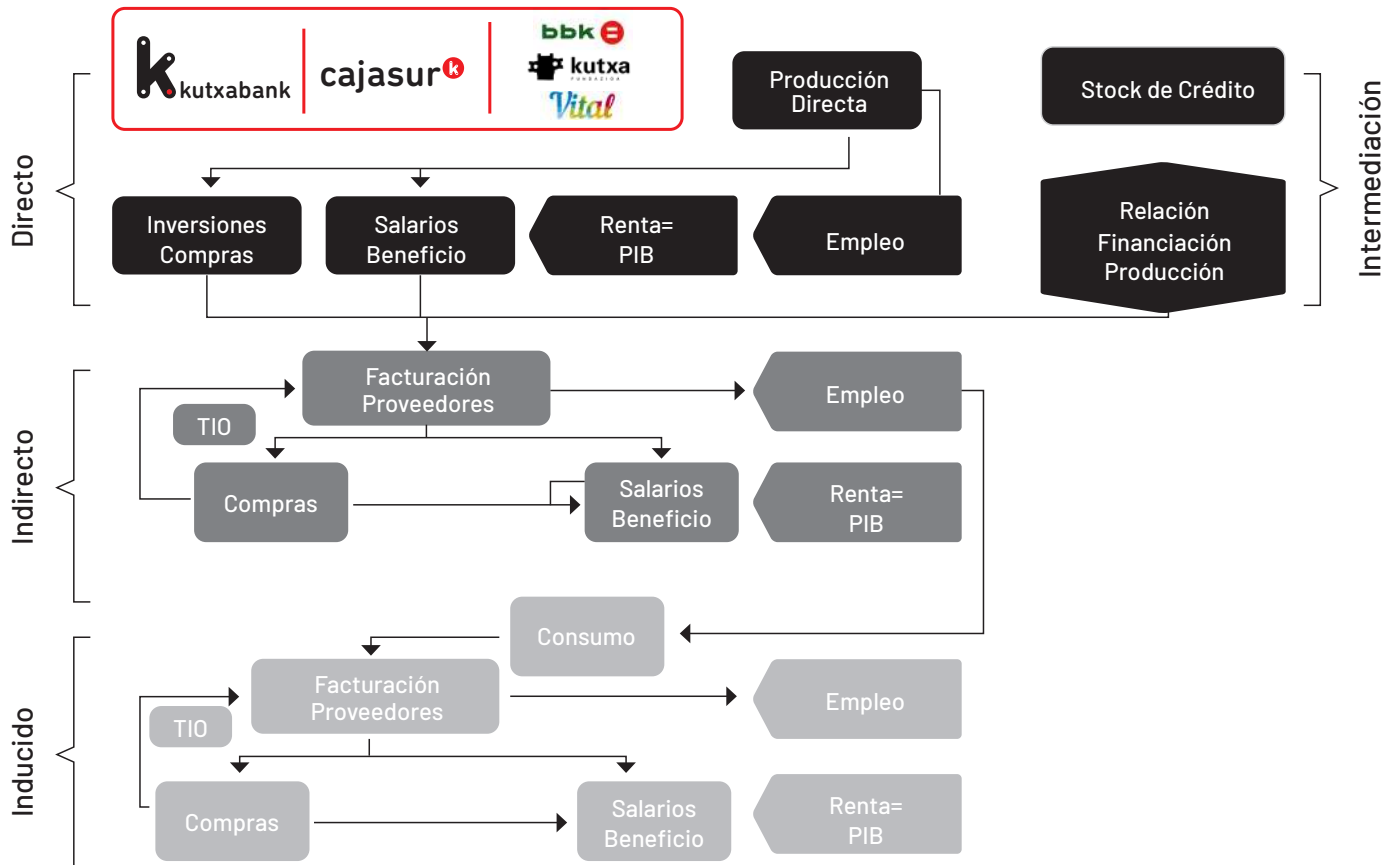 bbk
kutxabank
cajasur k
kutxa
FUNDAZIOA
Vital
Producción
Directa
Stock de Crédito
Directo
Intermediación
Inversiones
Compras
Salarios
Beneficio
Renta=
PIB
Empleo
Relación
Financiación
Producción
Indirecto
Facturación
Proveedores
Empleo
TIO
Compras
Salarios
Beneficio
Renta=
PIB
Inducido
Consumo
Facturación
Proveedores
Empleo
TIO
Compras
Salarios
Beneficio
Renta=
PIB